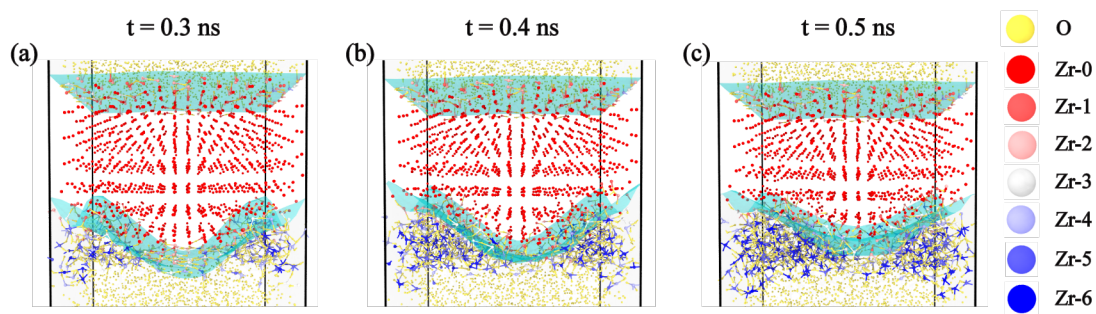 t = 0.3 ns
t = 0.4 ns
t = 0.5 ns
(a)
(b)
(c)
O
Zr-0
Zr-1
Zr-2
Zr-3
Zr-4
Zr-5
Zr-6